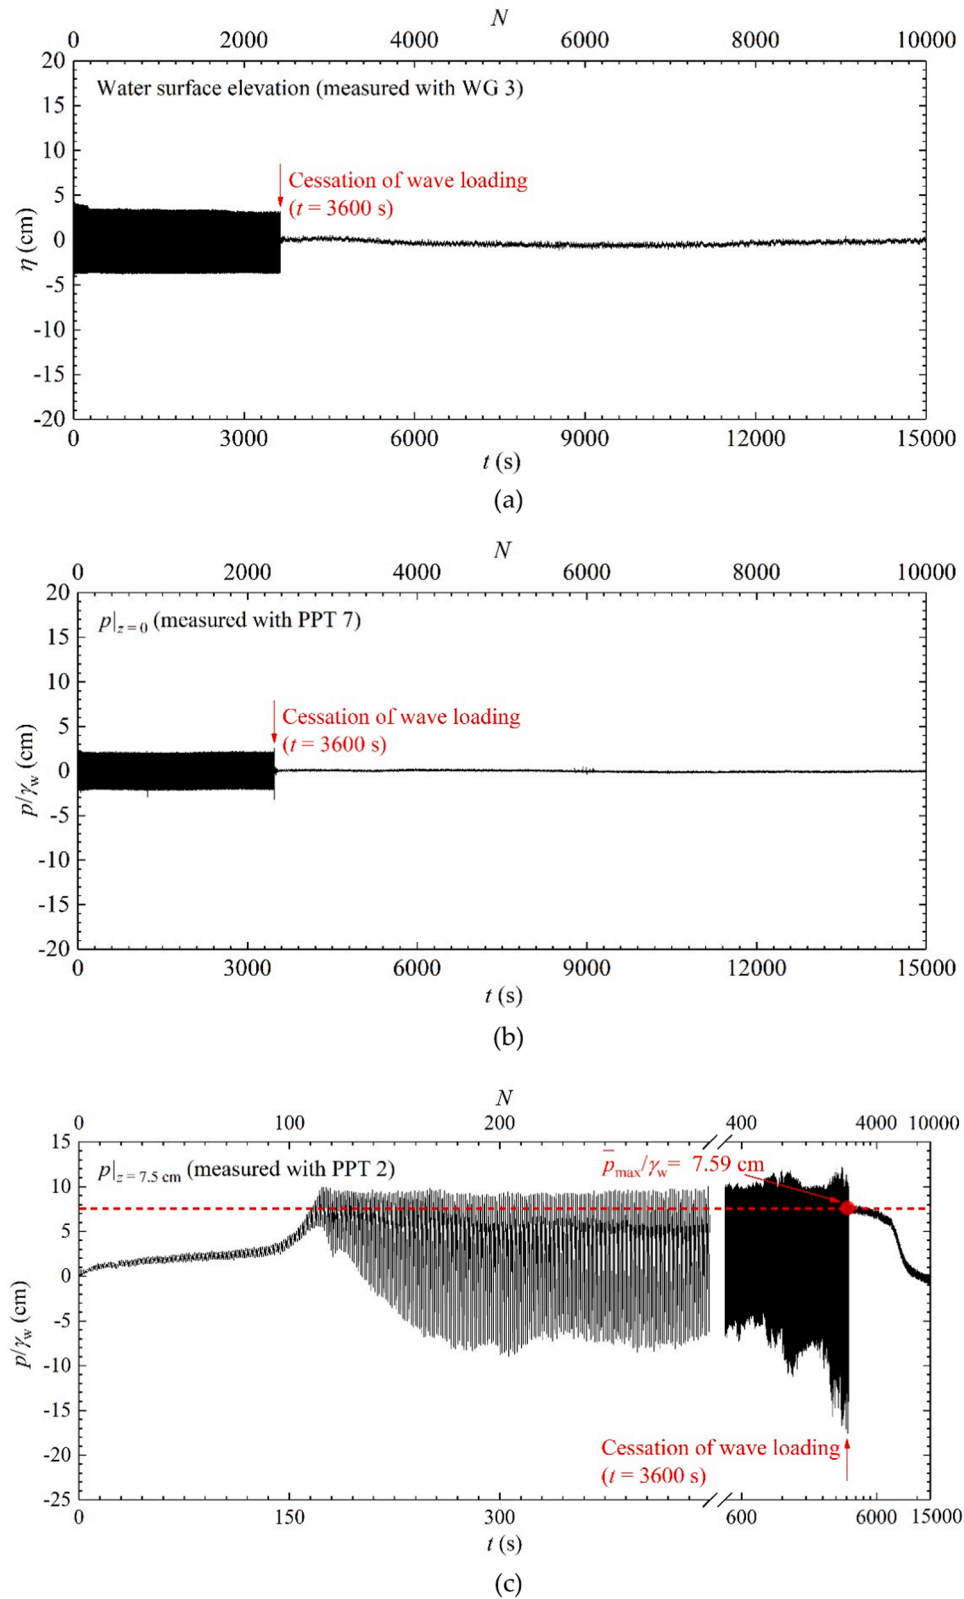 N
0 2000 4000 6000 8000 10000
20
Water surface elevation (measured with WG 3)
15
10
5
Cessation of wave loading
(t = 3600 s)
0
-5
-10
-15
-20
η (cm)
0 3000 6000 9000 12000 15000
t (s)
(a)
N
0 2000 4000 6000 8000 10000
20
p|z = 0 (measured with PPT 7)
15
10
5
Cessation of wave loading
(t = 3600 s)
0
-5
-10
-15
-20
p/γw (cm)
0 3000 6000 9000 12000 15000
t (s)
(b)
N
0 100 200 400 4000 10000
15
p|z = 7.5 cm (measured with PPT 2)
p̅max/γw= 7.59 cm
10
5
0
-5
-10
-15
-20
-25
p/γw (cm)
Cessation of wave loading
(t = 3600 s)
0 150 300 600 6000 15000
t (s)
(c)